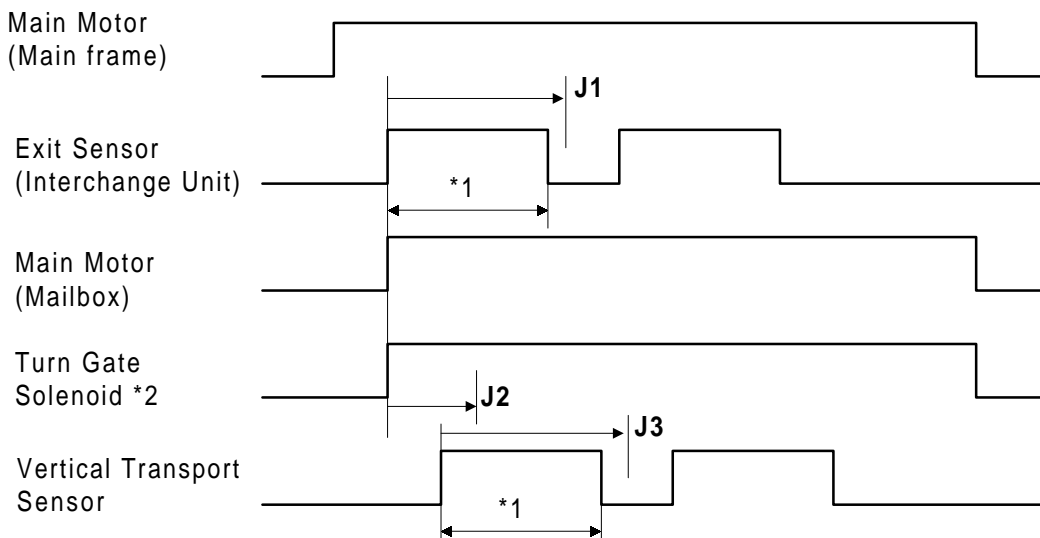 Main Motor
(Main frame)
J1
Exit Sensor
(Interchange Unit)
*1
Main Motor
(Mailbox)
Turn Gate
Solenoid *2
J2
J3
Vertical Transport
Sensor
*1